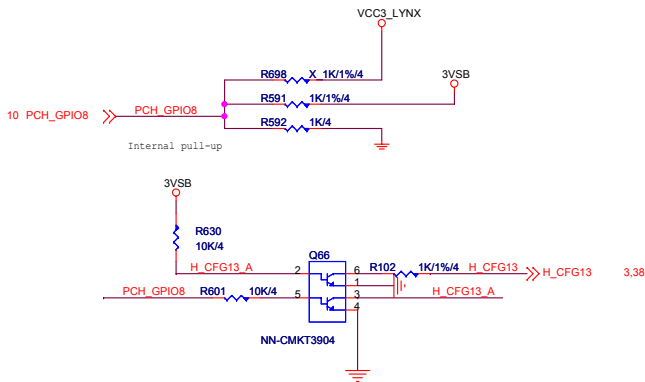 VCC3_LYNX
R698 X_1K/1%/4
3VSB
R591 1K/1%/4
10 PCH_GPIO8 PCH_GPIO8
R592 1K/4
Internal pull-up
3VSB
R630
10K/4
Q66
H_CFG13_A 2 6 R102 1K/1%/4 H_CFG13 H_CFG13 3,38
1
PCH_GPIO8 R601 10K/4 5 3 H_CFG13_A
4
NN-CMKT3904